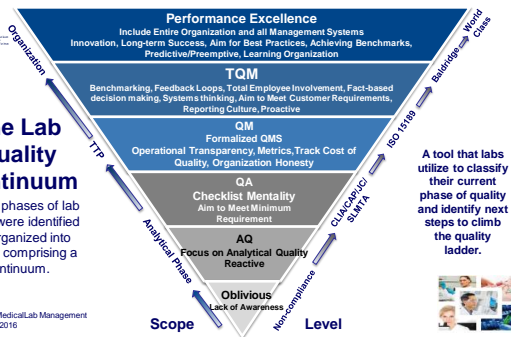 Performance Excellence
Include Entire Organization and all Management Systems
Innovation, Long-term Success, Aim for Best Practices, Achieving Benchmarks,
Predictive/Preemptive, Learning Organization
TQM
Benchmarking, Feedback Loops, Total Employee Involvement, Fact-based
decision making, Systems thinking, Aim to Meet Customer Requirements,
Reporting Culture, Proactive
QM
Formalized QMS
Operational Transparency, Metrics,Track Cost of
Quality, Organization Honesty
QA
Checklist Mentality
Aim to Meet Minimum
Requirement
AQ
Focus on Analytical Quality
Reactive
Oblivious
Lack of Awareness
Organization
TTP
Analytical Phase
Scope
World
Class
Baldridge
ISO 15189
CLIA/CAP/JC/
SLMTA
Non-compliance
Level
e Lab
uality
tinuum
phases of lab
were identified
rganized into
comprising a
ntinuum.
MedicalLab Management
2016
A tool that labs
utilize to classify
their current
phase of quality
and identify next
steps to climb
the quality
ladder.